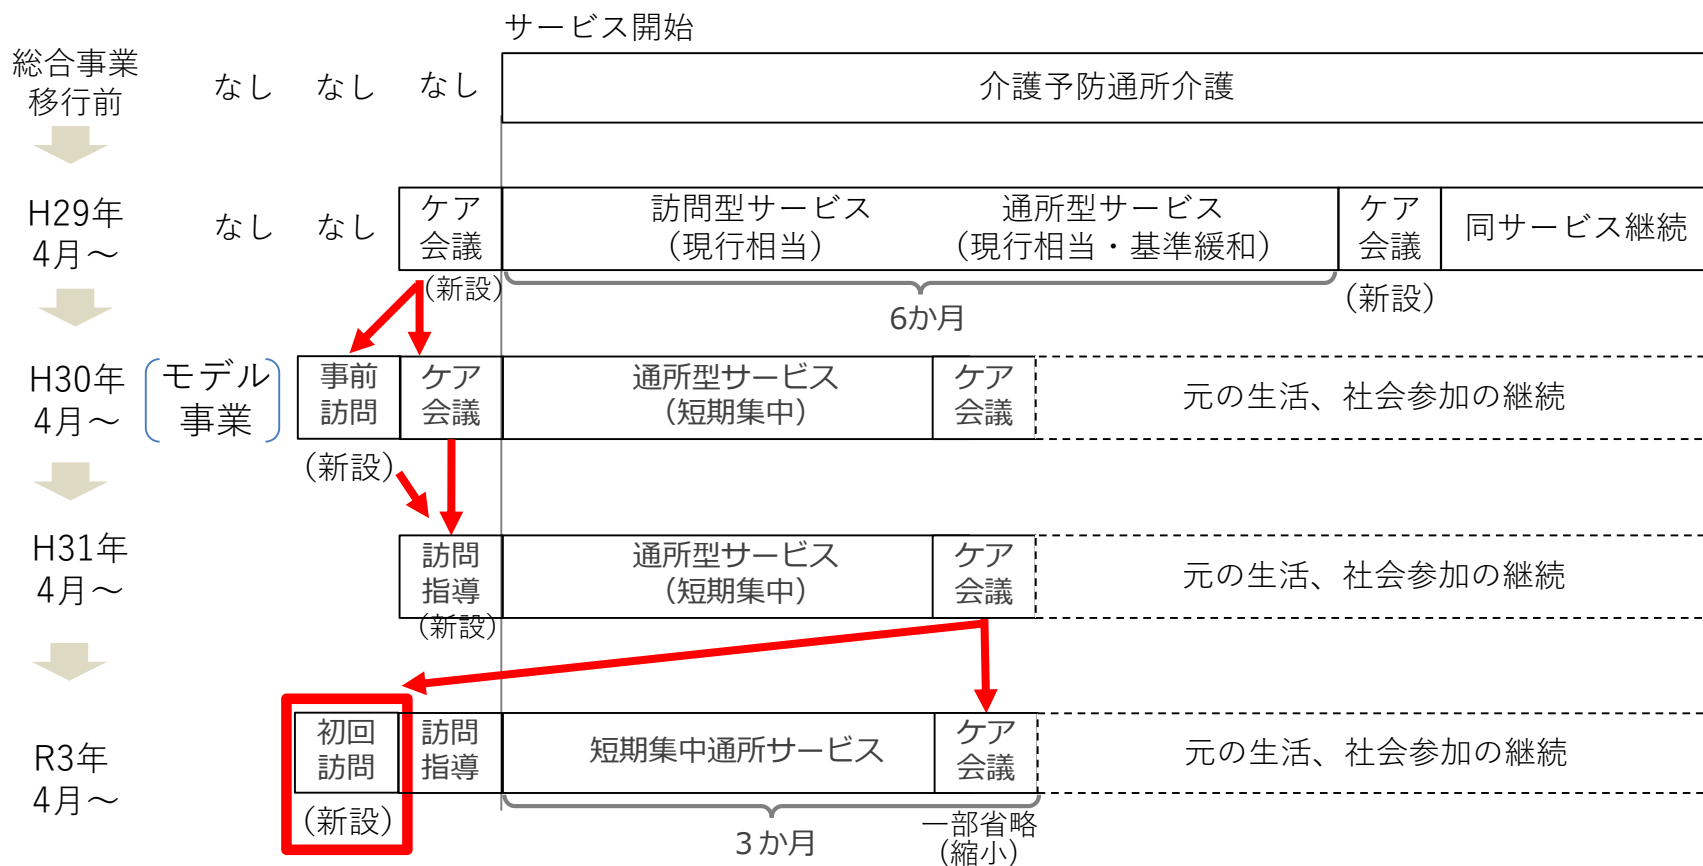 サービス開始
総合事業
移行前
なし
なし
なし
介護予防通所介護
H29年
4月～
なし
なし
ケア
会議
(新設)
訪問型サービス
(現行相当)
通所型サービス
(現行相当・基準緩和)
ケア
会議
(新設)
同サービス継続
6か月
H30年
4月～
モデル
事業
事前
訪問
(新設)
ケア
会議
通所型サービス
(短期集中)
ケア
会議
元の生活、社会参加の継続
H31年
4月～
訪問
指導
(新設)
通所型サービス
(短期集中)
ケア
会議
元の生活、社会参加の継続
R3年
4月～
初回
訪問
(新設)
訪問
指導
短期集中通所サービス
ケア
会議
元の生活、社会参加の継続
3か月
一部省略
(縮小)